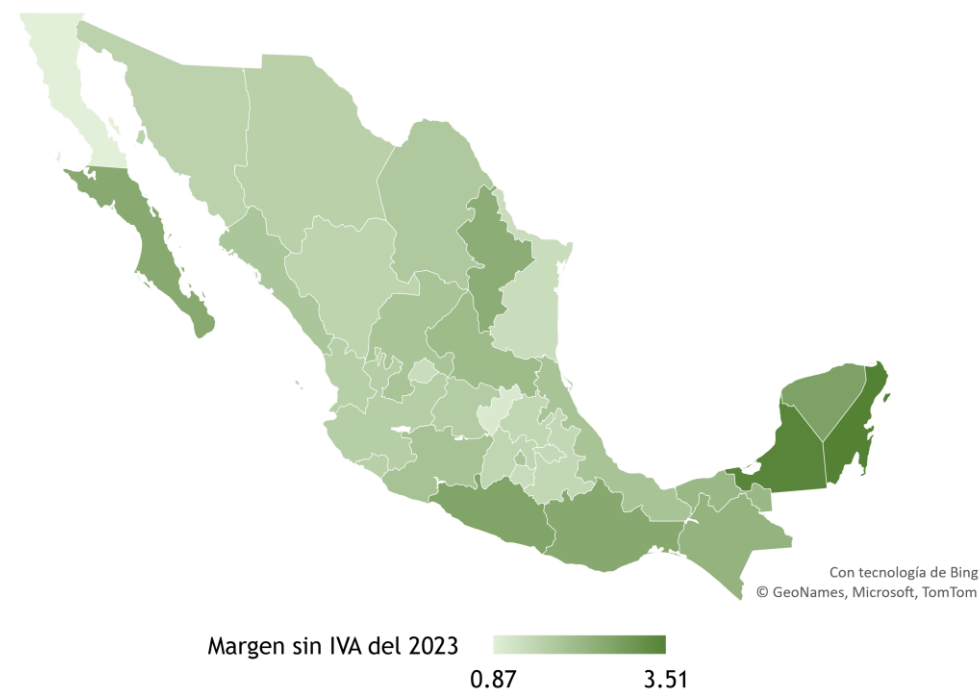 Con tecnología de Bing
© GeoNames, Microsoft, TomTom
Margen sin IVA del 2023
0.87 3.51